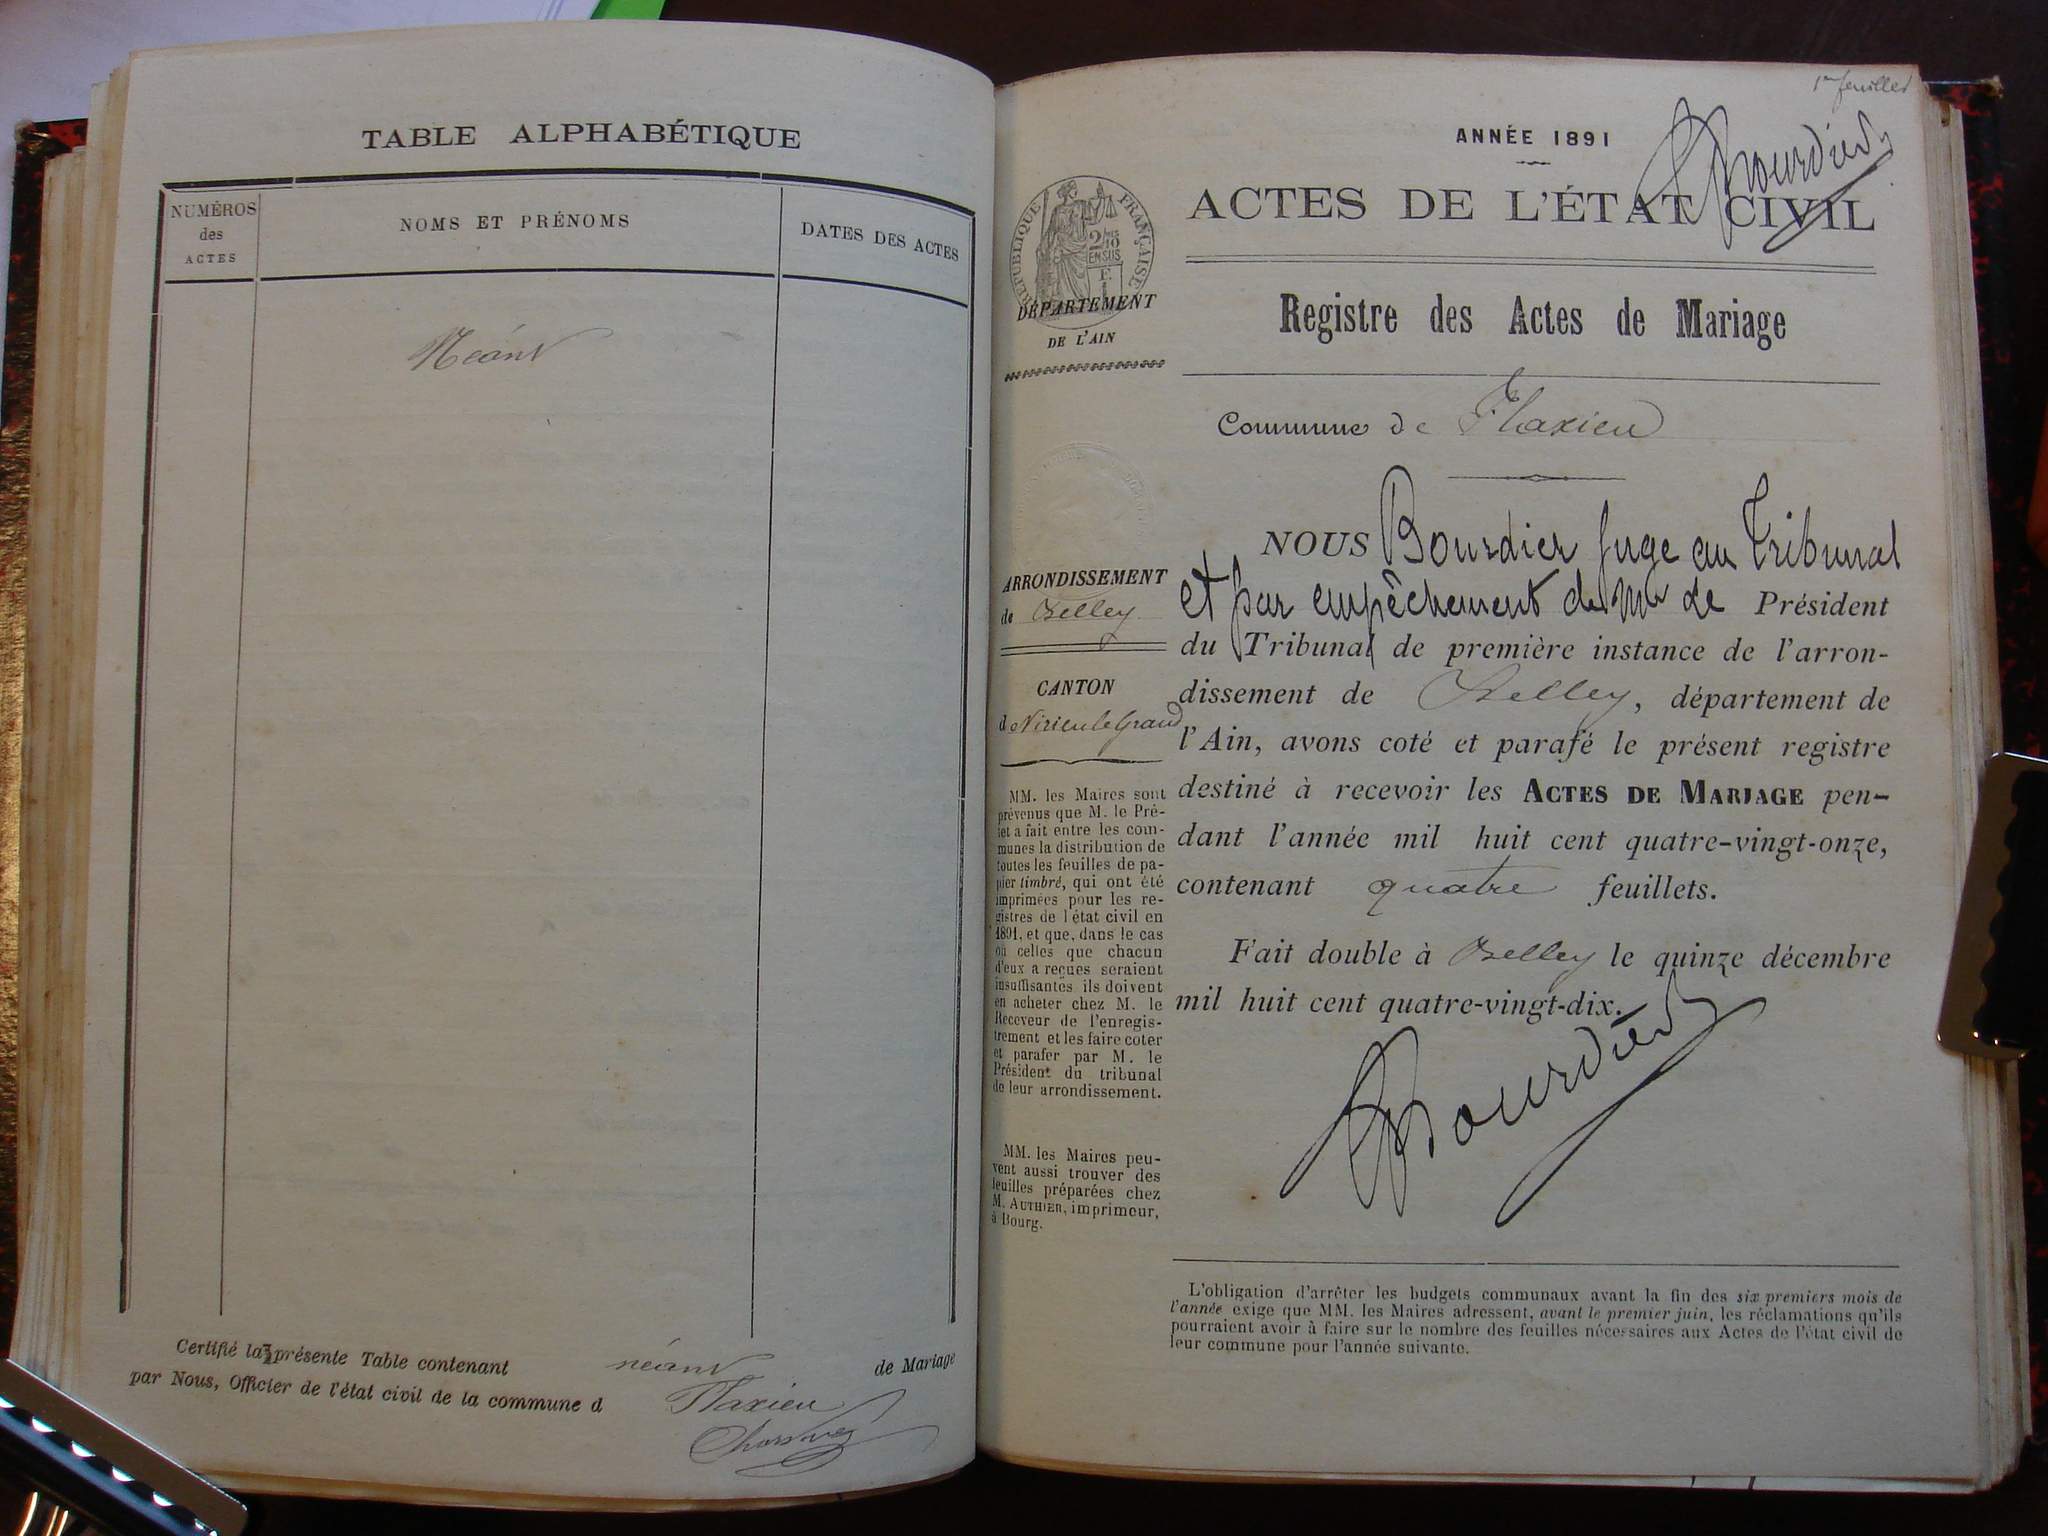 TABLE ALPHABÉTIQUE
NUMÉROS
des
ACTES
NOMS ET PRÉNOMS
DATES DES ACTES
Néant
Certifié la présente Table contenant néant de Mariage
par Nous, Officier de l'état civil de la commune d Flaxieu
1er feuillet
ANNÉE 1891
Bourdier
ACTES DE L'ÉTAT CIVIL
RÉPUBLIQUE FRANÇAISE
2/10
EN SUS
DÉPARTEMENT
DE L'AIN
Registre des Actes de Mariage
Commune de Flaxieu
ARRONDISSEMENT
de Belley
CANTON
d Virieu le Grand
MM. les Maires sont
prévenus que M. le Pré-
fet a fait entre les com-
munes la distribution de
toutes les feuilles de pa-
pier timbré, qui ont été
imprimées pour les re-
gistres de l'état civil en
1891, et que, dans le cas
où celles que chacun
d'eux a reçues seraient
insuffisantes ils doivent
en acheter chez M. le
Receveur de l'enregis-
trement et les faire coter
et parafer par M. le
Président du tribunal
de leur arrondissement.
MM. les Maires peu-
vent aussi trouver des
feuilles préparées chez
M. AUTHIER, imprimeur,
à Bourg.
NOUS Bourdier Juge au Tribunal
et par empêchement de Mr le Président
du Tribunal de première instance de l'arron-
dissement de Belley, département de
l'Ain, avons coté et parafé le présent registre
destiné à recevoir les ACTES DE MARIAGE pen-
dant l'année mil huit cent quatre-vingt-onze,
contenant quatre feuillets.
Fait double à Belley le quinze décembre
mil huit cent quatre-vingt-dix.
Bourdier
L'obligation d'arrêter les budgets communaux avant la fin des six premiers mois de
l'année exige que MM. les Maires adressent, avant le premier juin, les réclamations qu'ils
pourraient avoir à faire sur le nombre des feuilles nécessaires aux Actes de l'état civil de
leur commune pour l'année suivante.